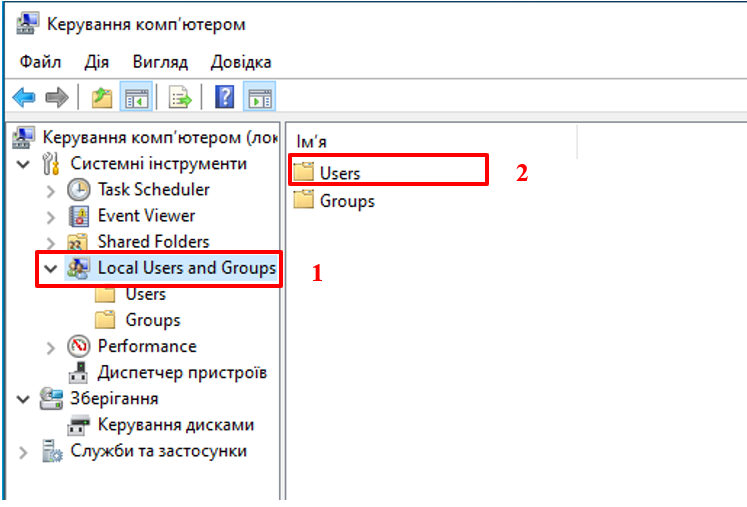 Керування комп'ютером
Файл Дія Вигляд Довідка
Керування комп'ютером (лок
Системні інструменти
Task Scheduler
Event Viewer
Shared Folders
Local Users and Groups
1
Users
Groups
Performance
Диспетчер пристроїв
Зберігання
Керування дисками
Служби та застосунки
Ім'я
Users
2
Groups